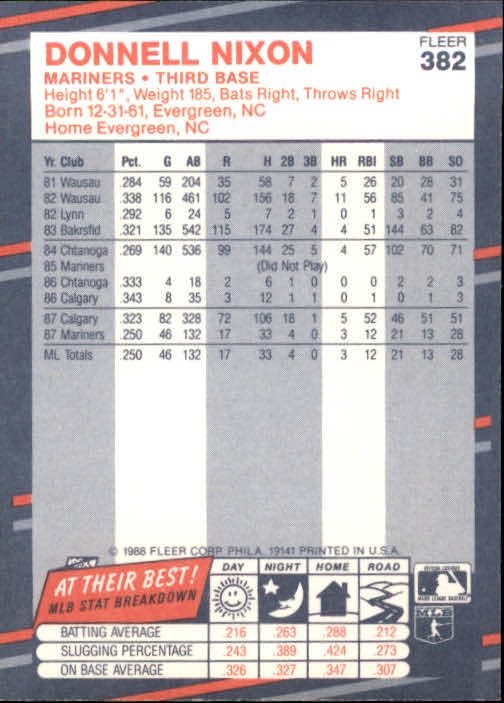 DONNELL NIXON
FLEER
382
MARINERS • THIRD BASE
Height 6'1", Weight 185, Bats Right, Throws Right
Born 12-31-61, Evergreen, NC
Home Evergreen, NC
Yr. Club Pct. G AB R H 2B 3B HR RBI SB BB SO
81 Wausau .284 59 204 35 58 7 2 5 26 20 28 31
82 Wausau .338 116 461 102 156 18 7 11 56 85 41 75
82 Lynn .292 6 24 5 7 2 1 0 1 3 2 4
83 Bakrsfld .321 135 542 115 174 27 4 4 51 144 63 82
84 Chtanoga .269 140 536 99 144 25 5 4 57 102 70 71
85 Mariners (Did Not Play)
86 Chtanoga .333 4 18 2 6 1 0 0 0 2 2 3
86 Calgary .343 8 35 3 12 1 1 0 1 1 0 3
87 Calgary .323 82 328 72 106 18 1 5 52 46 51 51
87 Mariners .250 46 132 17 33 4 0 3 12 21 13 28
ML Totals .250 46 132 17 33 4 0 3 12 21 13 28
© 1988 FLEER CORP. PHILA. 19141 PRINTED IN U.S.A.
AT THEIR BEST!
MLB STAT BREAKDOWN
DAY NIGHT HOME ROAD
BATTING AVERAGE .216 .263 .288 .212
SLUGGING PERCENTAGE .243 .389 .424 .273
ON BASE AVERAGE .326 .327 .347 .307
MAJOR LEAGUE BASEBALL